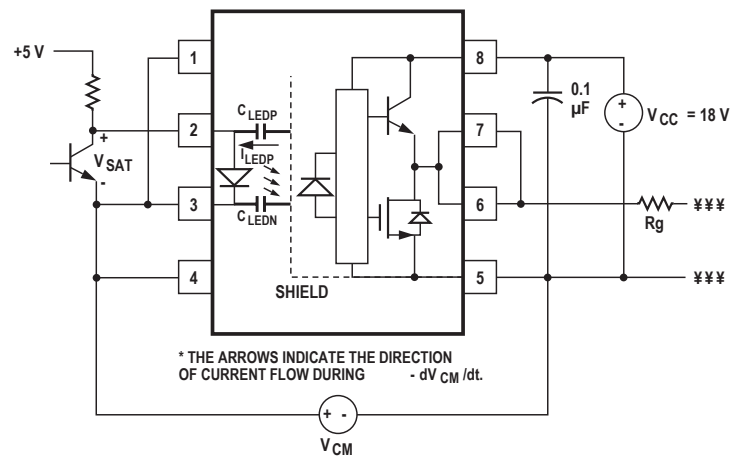 +5 V
1
2
3
4
8
7
6
5
C LEDP
+
V SAT
-
I LEDP
C LEDN
SHIELD
0.1
µF
+
-
V CC = 18 V
Rg
¥¥¥
¥¥¥
* THE ARROWS INDICATE THE DIRECTION
OF CURRENT FLOW DURING - dV CM /dt.
+ -
V CM